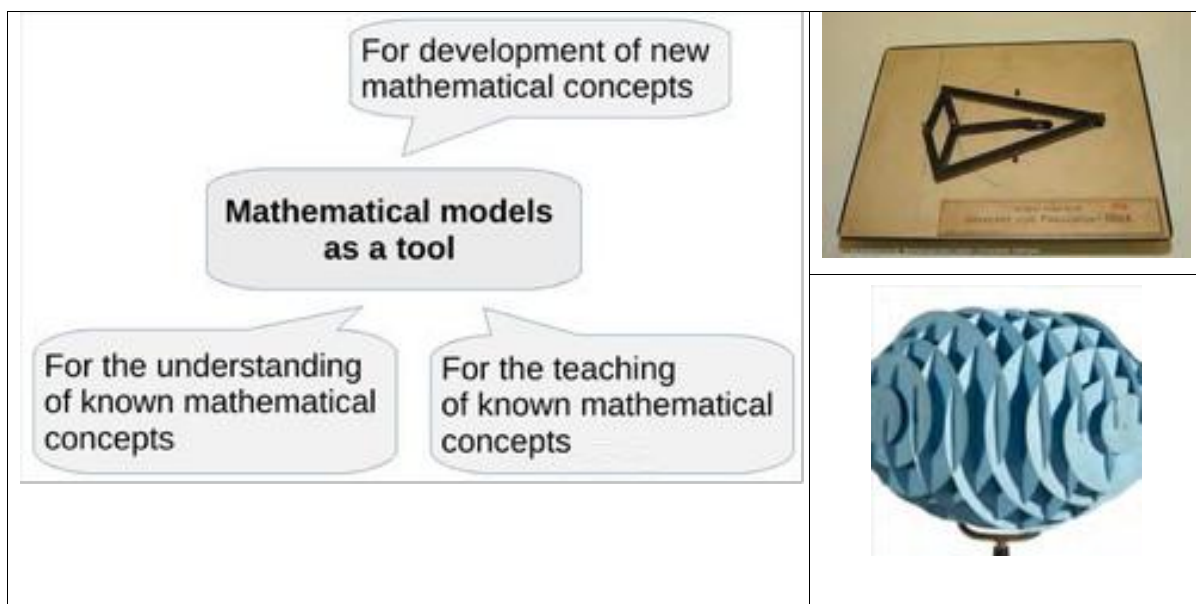 For development of new
mathematical concepts
Mathematical models
as a tool
For the understanding
of known mathematical
concepts
For the teaching
of known mathematical
concepts